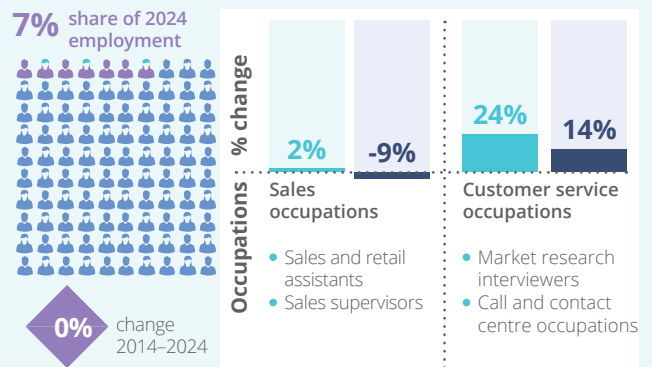 7% share of 2024
employment
0% change
2014–2024
% change
Occupations
2%
-9%
Sales
occupations
Sales and retail
assistants
Sales supervisors
24%
14%
Customer service
occupations
Market research
interviewers
Call and contact
centre occupations